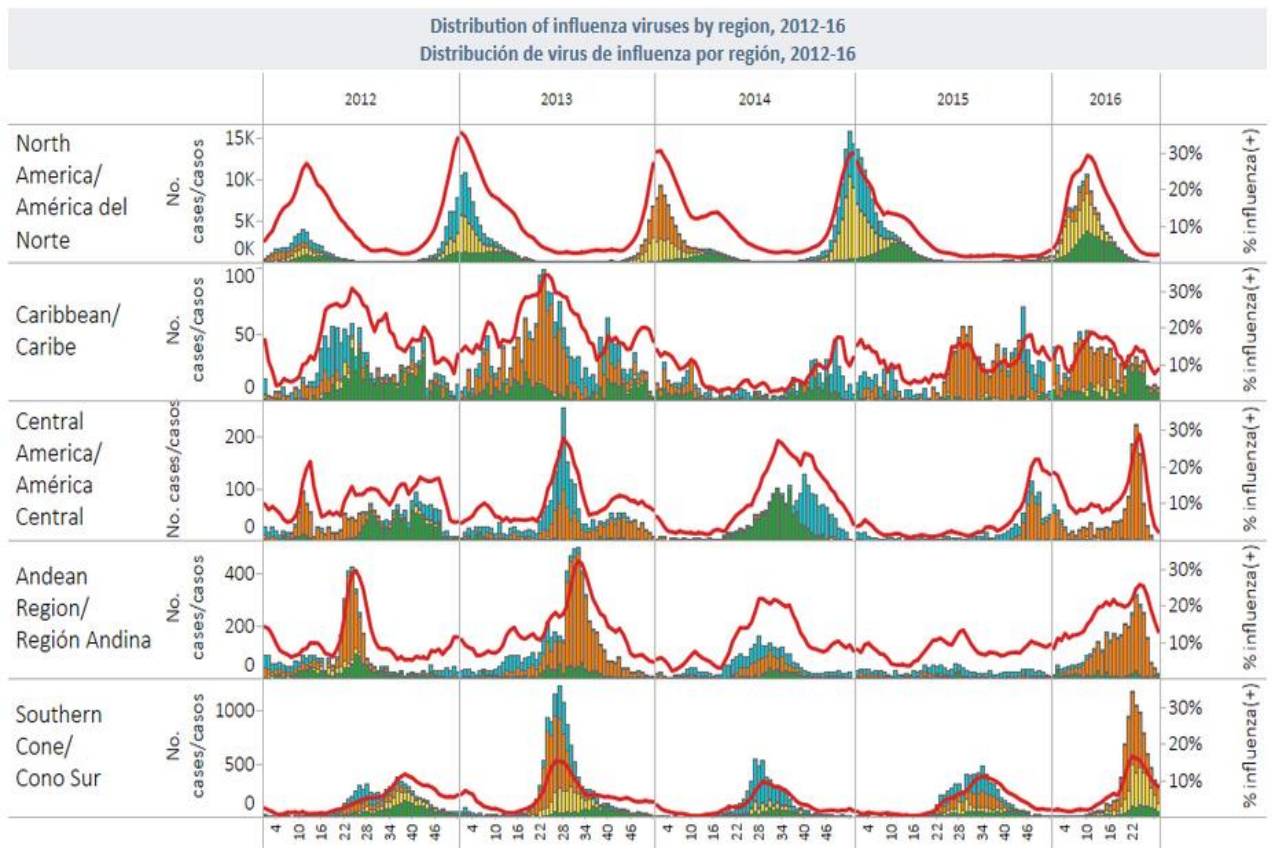 Distribution of influenza viruses by region, 2012-16
Distribución de virus de influenza por región, 2012-16
2012 2013 2014 2015 2016
North
America/
América del
Norte
No.
cases/casos
15K
10K
5K
0K
30%
20%
10%
% influenza(+)
Caribbean/
Caribe
No.
cases/casos
100
50
0
30%
20%
10%
% influenza(+)
Central
America/
América
Central
No. cases/casos
200
100
0
30%
20%
10%
% influenza(+)
Andean
Region/
Región Andina
No.
cases/casos
400
200
0
30%
20%
10%
% influenza(+)
Southern
Cone/
Cono Sur
No.
cases/casos
1000
500
0
30%
20%
10%
% influenza(+)
4 10 16 22 28 34 40 46 4 10 16 22 28 34 40 46 4 10 16 22 28 34 40 46 4 10 16 22 28 34 40 46 4 10 16 22